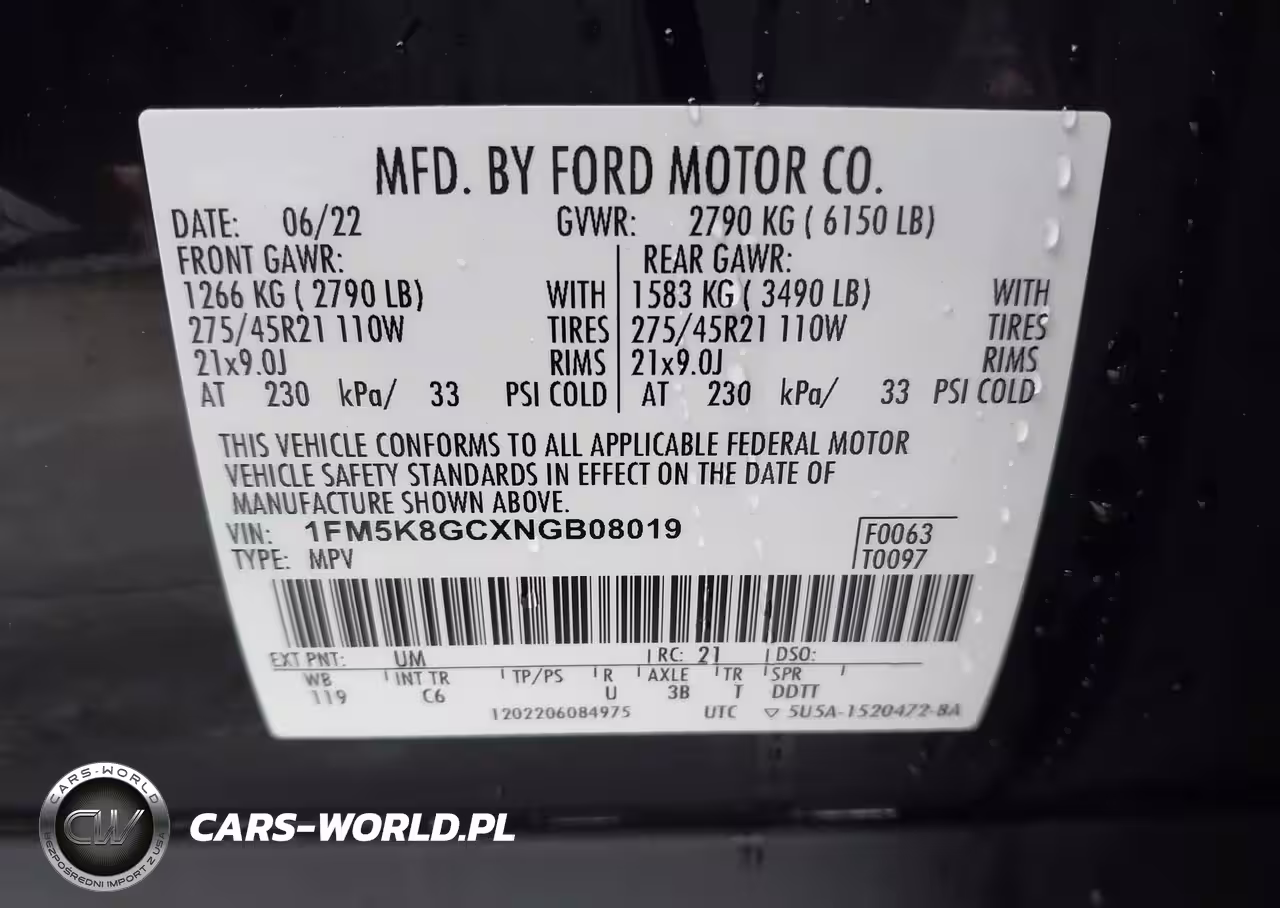 MFD. BY FORD MOTOR CO.
DATE: 06/22 GVWR: 2790 KG ( 6150 LB)
FRONT GAWR: REAR GAWR:
1266 KG ( 2790 LB) WITH 1583 KG ( 3490 LB) WITH
275/45R21 110W TIRES 275/45R21 110W TIRES
21x9.0J RIMS 21x9.0J RIMS
AT 230 kPa/ 33 PSI COLD AT 230 kPa/ 33 PSI COLD
THIS VEHICLE CONFORMS TO ALL APPLICABLE FEDERAL MOTOR
VEHICLE SAFETY STANDARDS IN EFFECT ON THE DATE OF
MANUFACTURE SHOWN ABOVE.
VIN: 1FM5K8GCXNGB08019 F0063
TYPE: MPV T0097
EXT PNT: UM RC: 21 DSO:
WB INT TR TP/PS R AXLE TR SPR
119 C6 U 3B T DDTT
1202206084975 UTC ▽ 5U5A-1520472-8A
CARS-WORLD
CW
BEZPOŚREDNI IMPORT Z USA
CARS-WORLD.PL